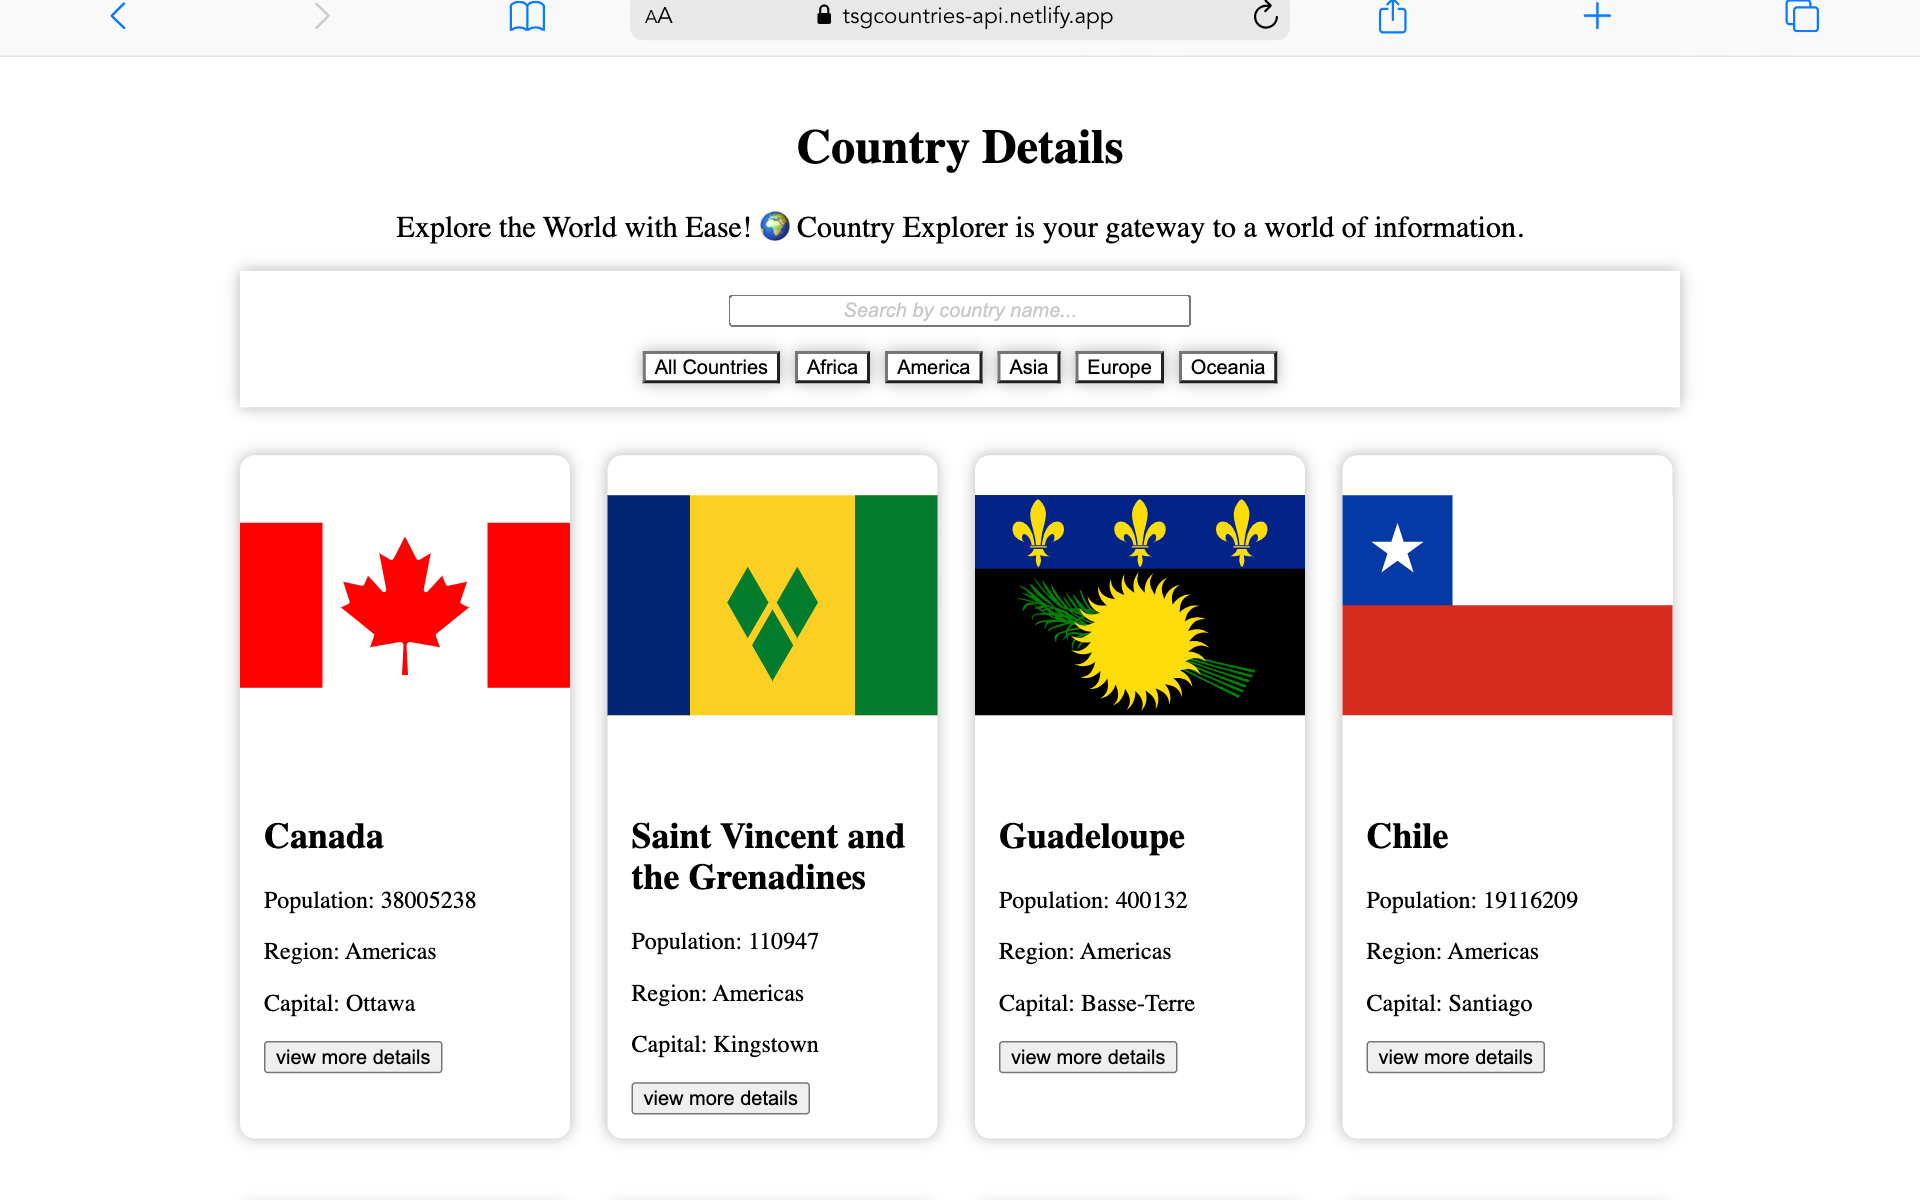 AA
tsgcountries-api.netlify.app
Country Details
Explore the World with Ease! 🌍 Country Explorer is your gateway to a world of information.
Search by country name...
All Countries Africa America Asia Europe Oceania
Canada
Population: 38005238
Region: Americas
Capital: Ottawa
view more details
Saint Vincent and
the Grenadines
Population: 110947
Region: Americas
Capital: Kingstown
view more details
Guadeloupe
Population: 400132
Region: Americas
Capital: Basse-Terre
view more details
Chile
Population: 19116209
Region: Americas
Capital: Santiago
view more details